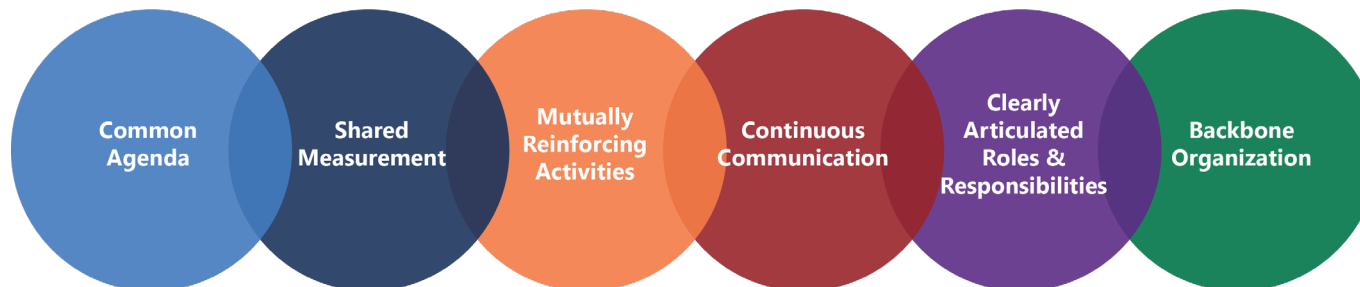 Common
Agenda
Shared
Measurement
Mutually
Reinforcing
Activities
Continuous
Communication
Clearly
Articulated
Roles &
Responsibilities
Backbone
Organization